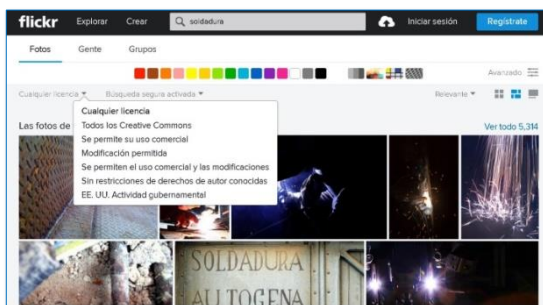 flickr Explorar Crear soldadura Iniciar sesión Regístrate
Fotos Gente Grupos
Avanzado
Cualquier licencia Búsqueda segura activada Relevante
Cualquier licencia
Todos los Creative Commons
Se permite su uso comercial
Modificación permitida
Se permiten el uso comercial y las modificaciones
Sin restricciones de derechos de autor conocidas
EE. UU. Actividad gubernamental
Las fotos de
Ver todo 5,314
SOLDADURA